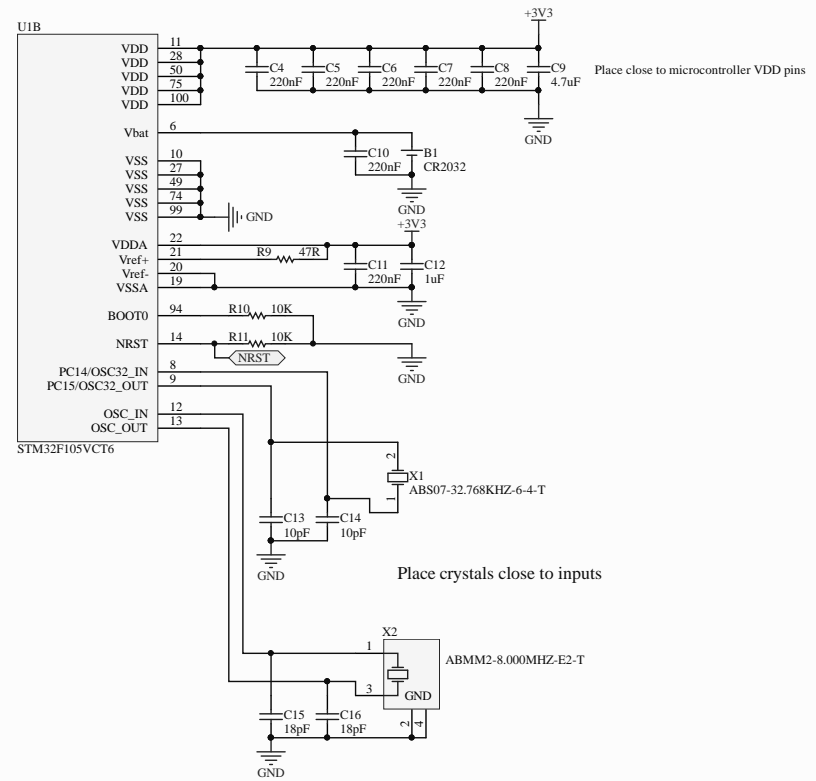 +3V3
U1B
VDD 11
VDD 28
VDD 50
VDD 75
VDD 100
C4 220nF
C5 220nF
C6 220nF
C7 220nF
C8 220nF
C9 4.7uF
Place close to microcontroller VDD pins
GND
Vbat 6
C10 220nF
B1 CR2032
GND
VSS 10
VSS 27
VSS 49
VSS 74
VSS 99
GND
+3V3
VDDA 22
Vref+ 21
R9 47R
Vref- 20
VSSA 19
C11 220nF
C12 1uF
GND
BOOT0 94
R10 10K
NRST 14
R11 10K
NRST
GND
PC14/OSC32_IN 8
PC15/OSC32_OUT 9
OSC_IN 12
OSC_OUT 13
STM32F105VCT6
2
X1
ABS07-32.768KHZ-6-4-T
1
C13 10pF
C14 10pF
GND
Place crystals close to inputs
X2
1
ABMM2-8.000MHZ-E2-T
3
GND
2
4
C15 18pF
C16 18pF
GND